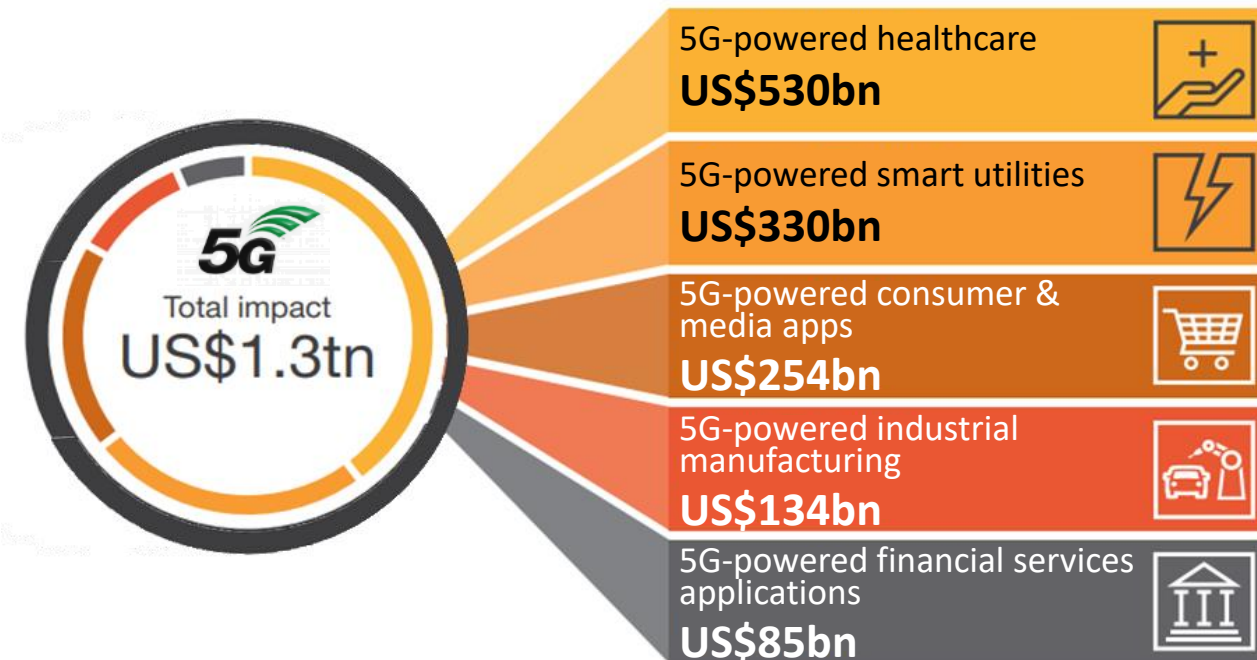 5G
Total impact
US$1.3tn
5G-powered healthcare
US$530bn
5G-powered smart utilities
US$330bn
5G-powered consumer &
media apps
US$254bn
5G-powered industrial
manufacturing
US$134bn
5G-powered financial services
applications
US$85bn